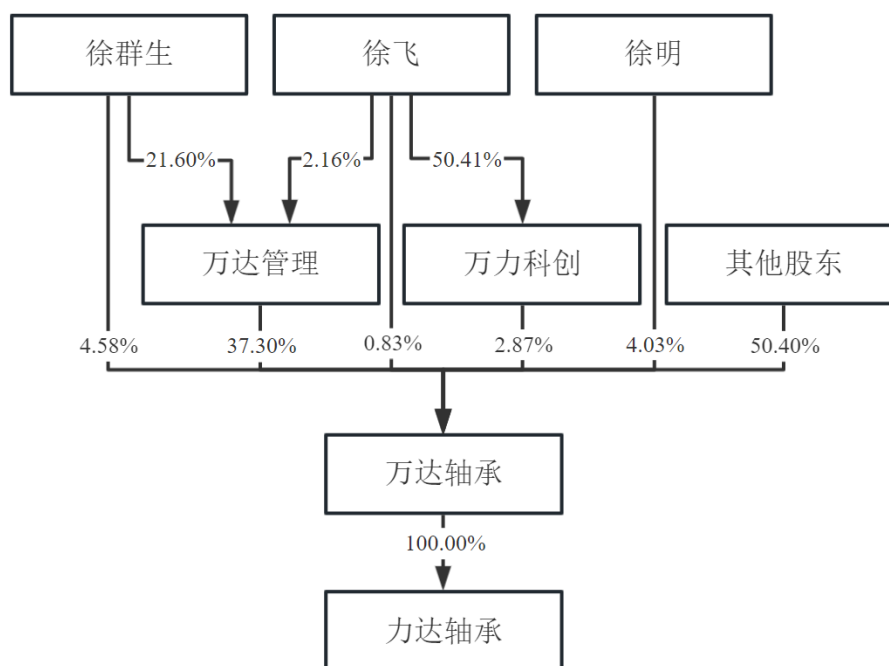 徐群生
徐飞
徐明
21.60%
2.16%
50.41%
万达管理
万力科创
其他股东
4.58%
37.30%
0.83%
2.87%
4.03%
50.40%
万达轴承
100.00%
力达轴承